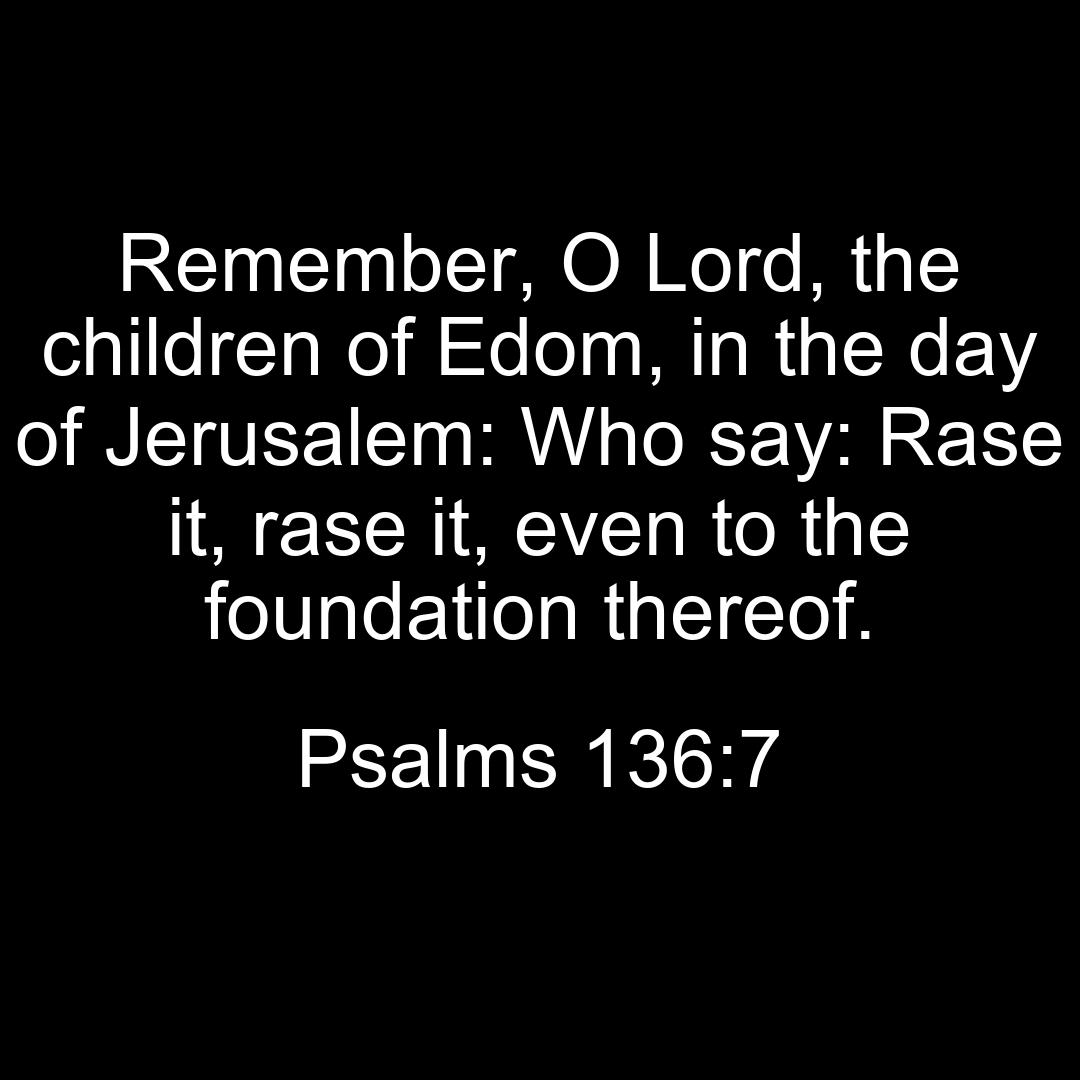 Remember, O Lord, the
children of Edom, in the day
of Jerusalem: Who say: Rase
it, rase it, even to the
foundation thereof.
Psalms 136:7